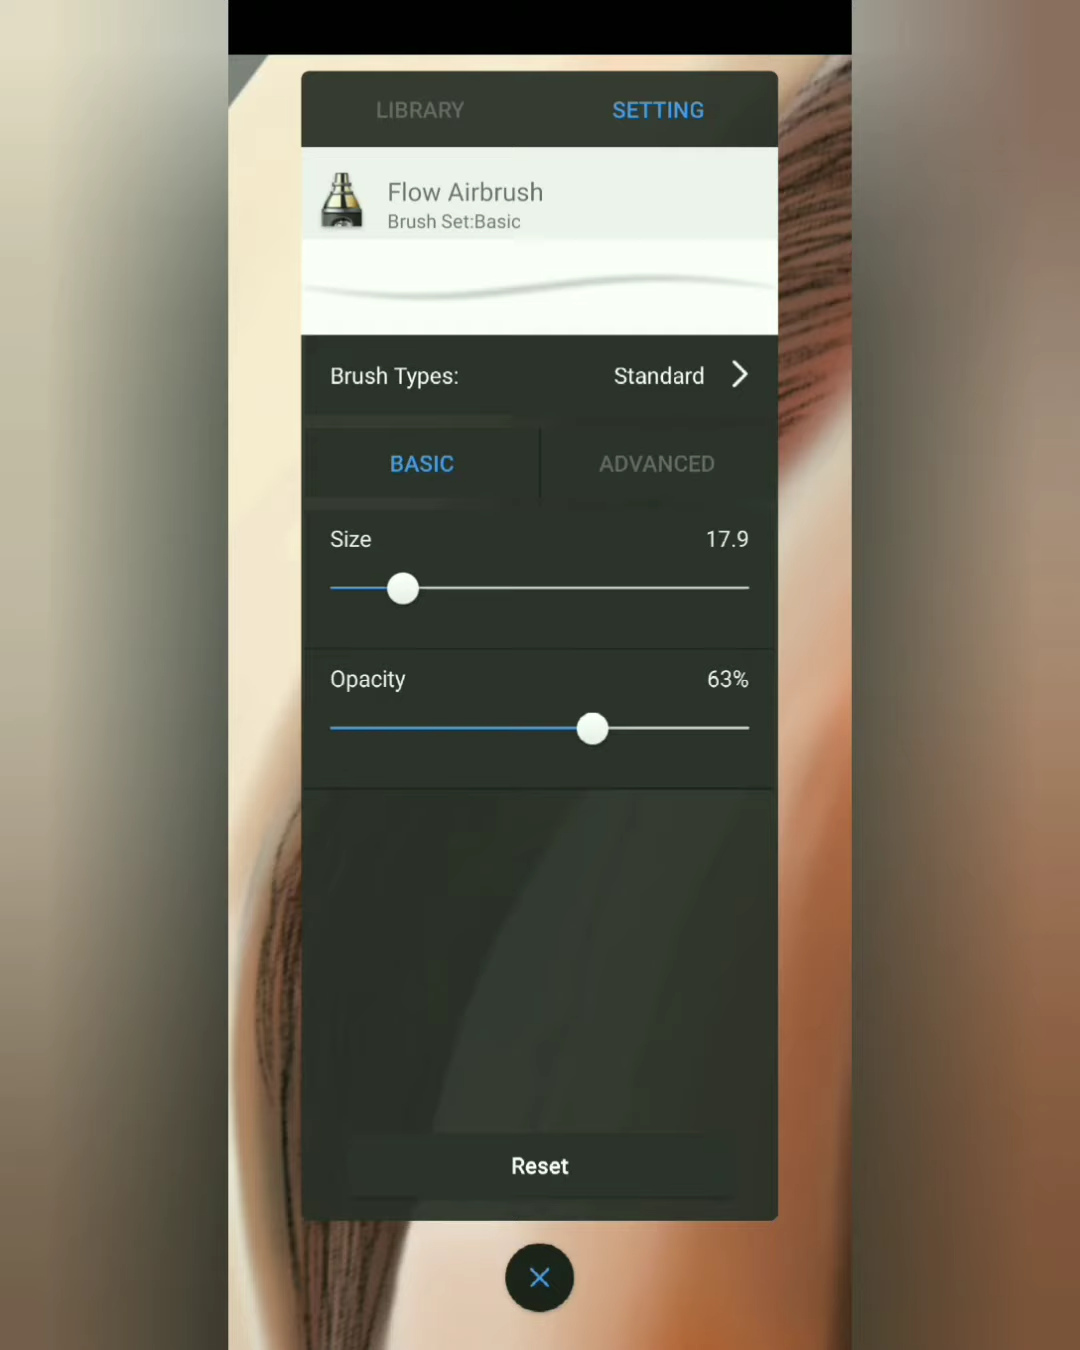 LIBRARY SETTING
Flow Airbrush
Brush Set:Basic
Brush Types: Standard
BASIC ADVANCED
Size 17.9
Opacity 63%
Reset